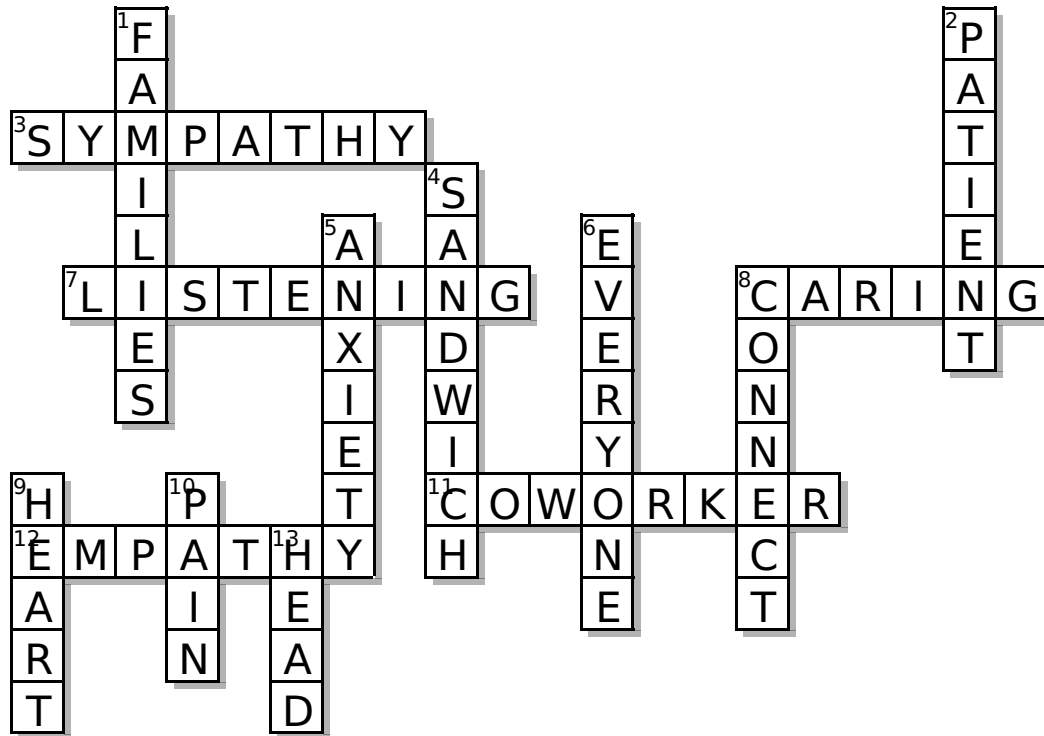 1 FAMILIES
2 PATIENT
3 SYMPATHY
4 SANDWICH
5 ANXIETY
6 EVERYONE
7 LISTENING
8 CARING
CONNECT
9 HEART
10 PAIN
11 COWORKER
12 EMPATHY
13 HEAD